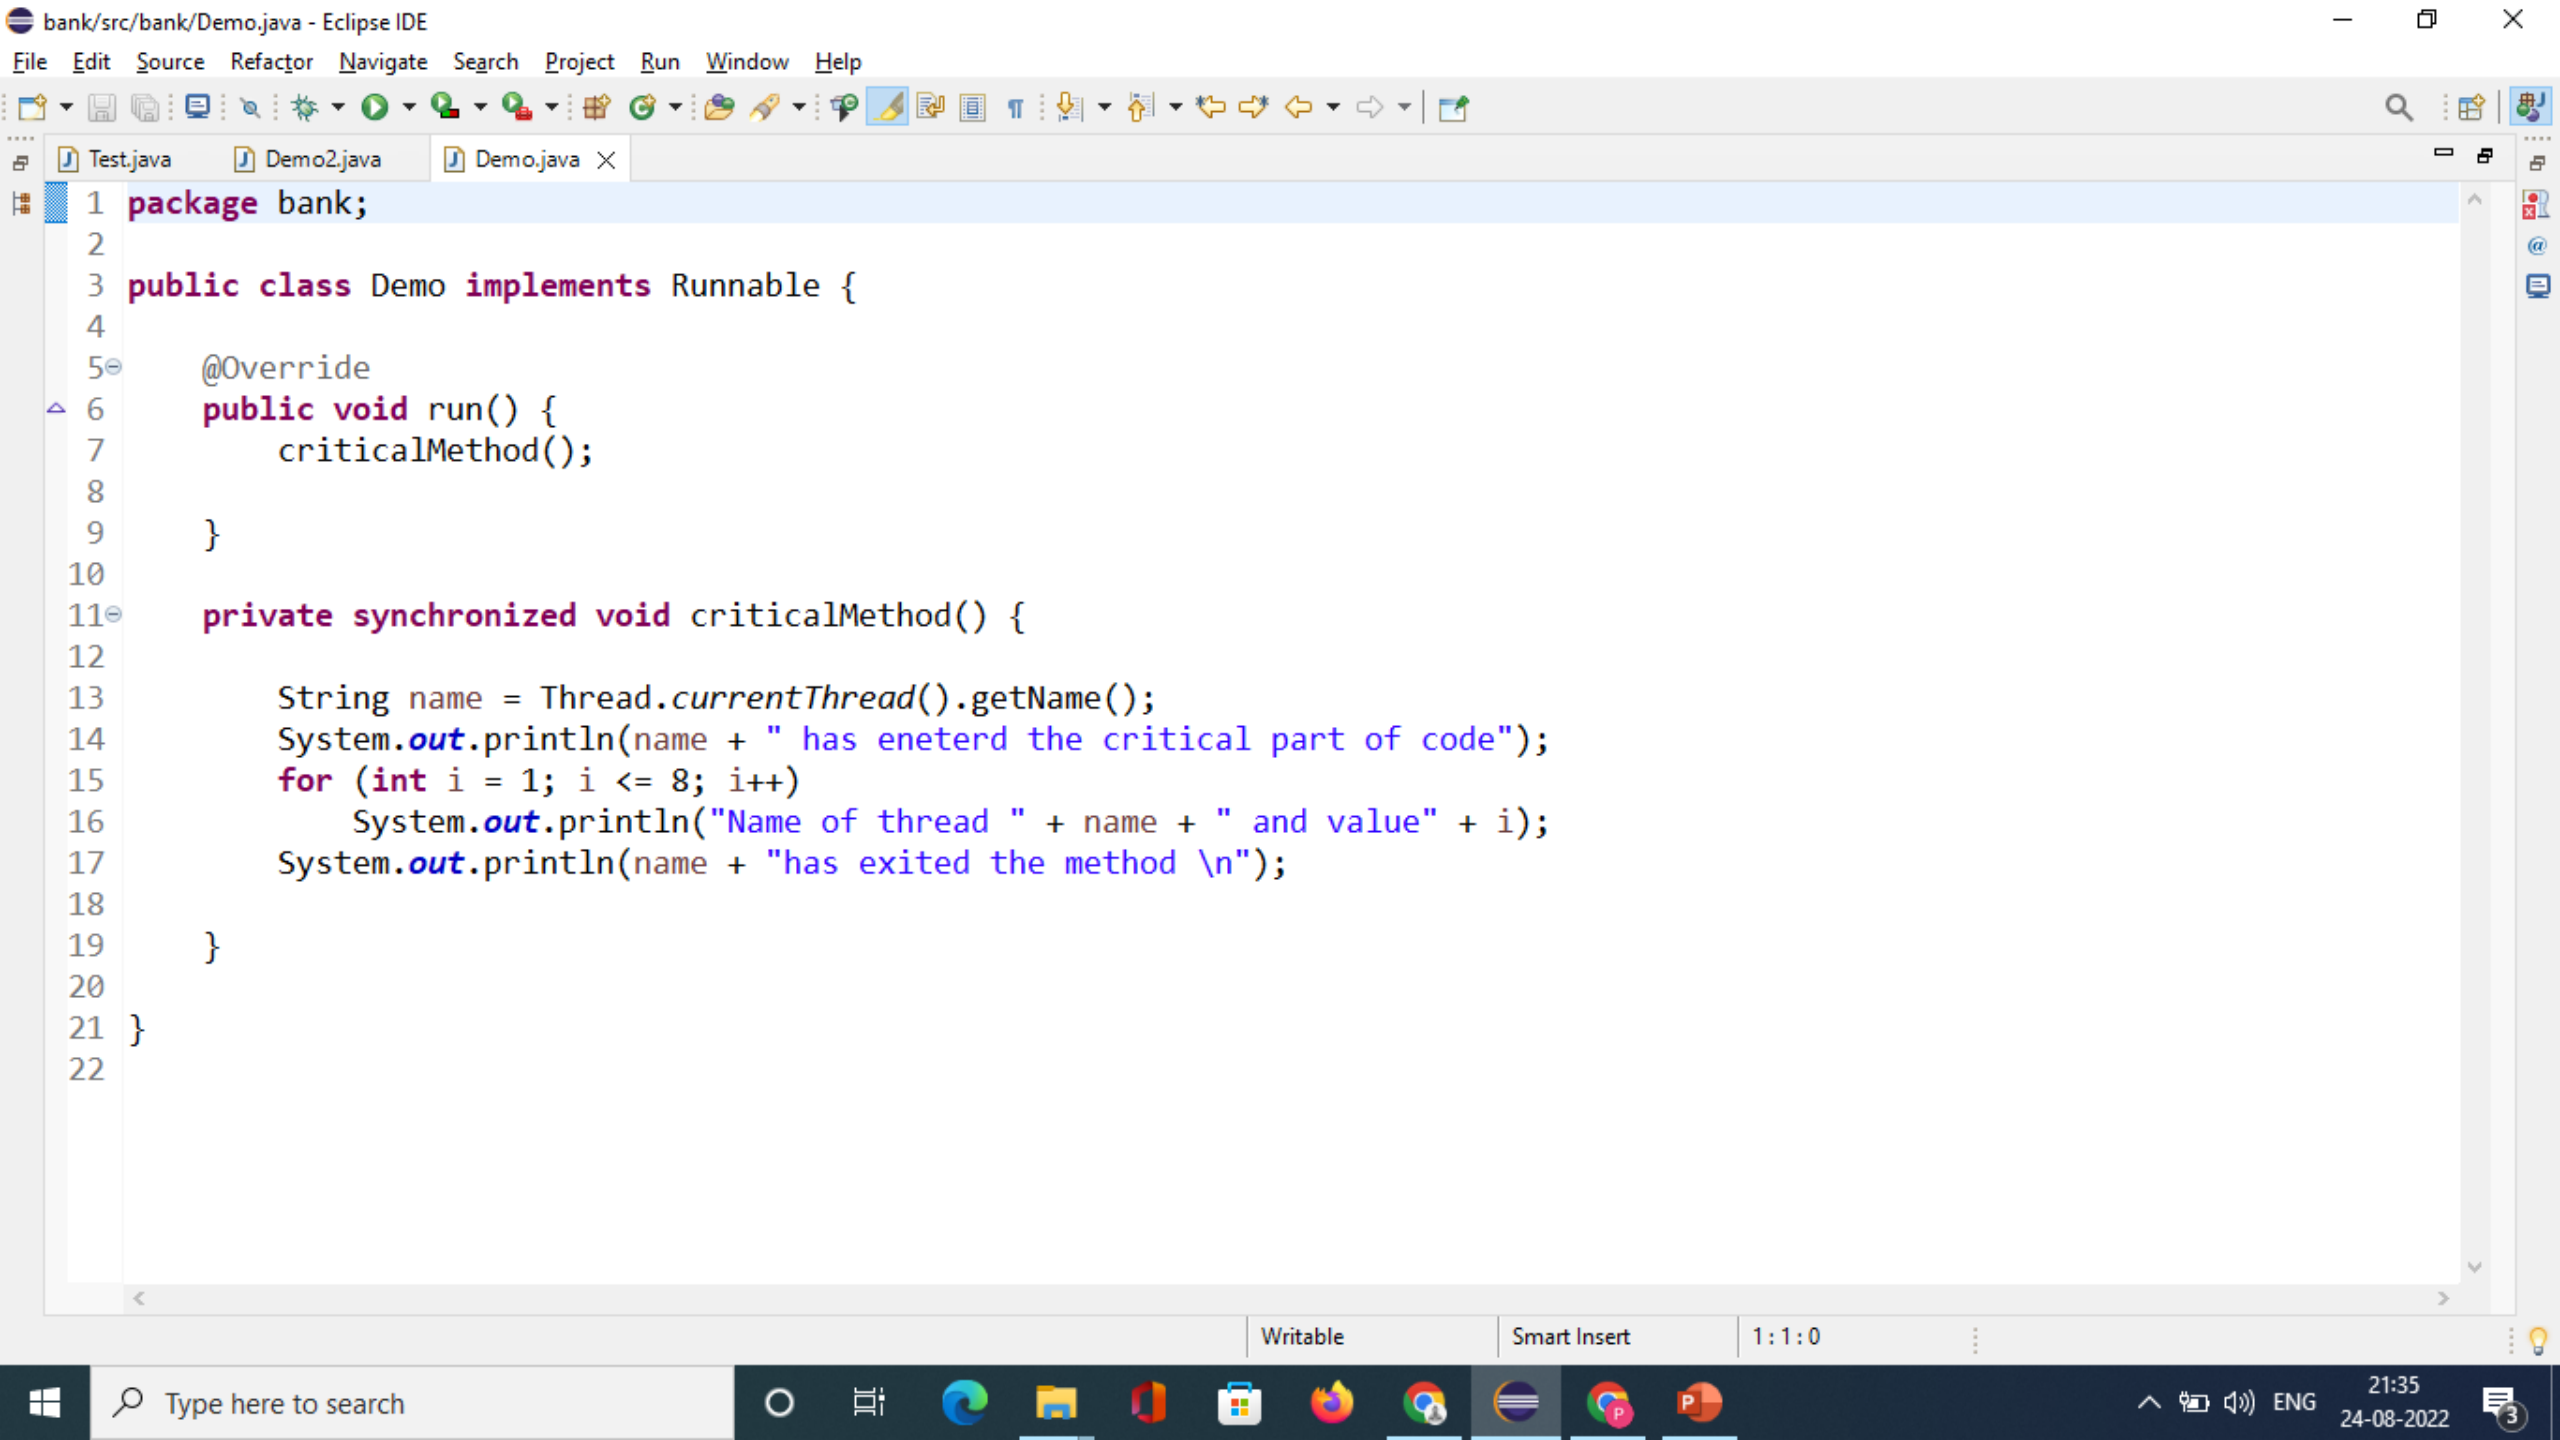 bank/src/bank/Demo.java - Eclipse IDE
File Edit Source Refactor Navigate Search Project Run Window Help
Test.java Demo2.java Demo.java
1 package bank;
2
3 public class Demo implements Runnable {
4
5 @Override
6 public void run() {
7 criticalMethod();
8
9 }
10
11 private synchronized void criticalMethod() {
12
13 String name = Thread.currentThread().getName();
14 System.out.println(name + " has eneterd the critical part of code");
15 for (int i = 1; i <= 8; i++)
16 System.out.println("Name of thread " + name + " and value" + i);
17 System.out.println(name + "has exited the method \n");
18
19 }
20
21 }
22
Writable Smart Insert 1 : 1 : 0
Type here to search
ENG
21:35
24-08-2022
3